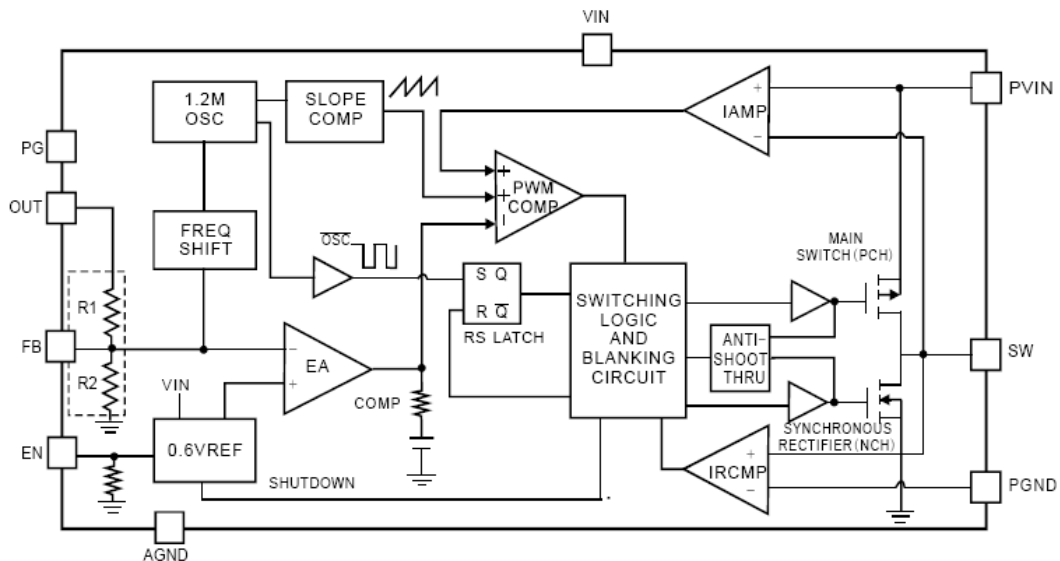 VIN
1.2M
OSC
SLOPE
COMP
IAMP
+
−
PVIN
PG
OUT
FREQ
SHIFT
+
+
−
PWM
COMP
MAIN
SWITCH(PCH)
OSC
S Q
R Q
RS LATCH
SWITCHING
LOGIC
AND
BLANKING
CIRCUIT
ANTI-
SHOOT
THRU
R1
FB
R2
−
+
EA
SW
VIN
COMP
EN
0.6VREF
SHUTDOWN
SYNCHRONOUS
RECTIFIER(NCH)
+
−
IRCMP
PGND
AGND